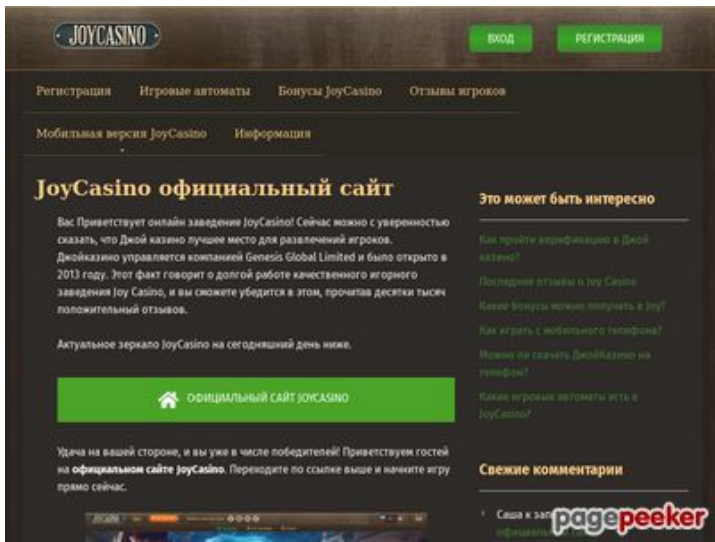 JOYCASINO
ВХОД
РЕГИСТРАЦИЯ
Регистрация Игровые автоматы Бонусы JoyCasino Отзывы игроков
Мобильная версия JoyCasino Информация
JoyCasino официальный сайт
Вас Приветствует онлайн заведение JoyCasino! Сейчас можно с уверенностью
сказать, что Джой казино лучшее место для развлечений игроков.
Джойказино управляется компанией Genesis Global Limited и было открыто в
2013 году. Этот факт говорит о долгой работе качественного игорного
заведения Joy Casino, и вы сможете убедится в этом, прочитав десятки тысяч
положительный отзывов.
Актуальное зеркало JoyCasino на сегодняшний день ниже.
ОФИЦИАЛЬНЫЙ САЙТ JOYCASINO
Удача на вашей стороне, и вы уже в числе победителей! Приветствуем гостей
на официальном сайте JoyCasino. Переходите по ссылке выше и начните игру
прямо сейчас.
JOYCASINO
Это может быть интересно
Как пройти верификацию в Джой
казино?
Последние отзывы о Joy Casino
Какие бонусы можно получить в Joy?
Как играть с мобильного телефона?
Можно ли скачать ДжойКазино на
телефон?
Какие игровые автоматы есть в
JoyCasino?
Свежие комментарии
Саша к
pagepeeker